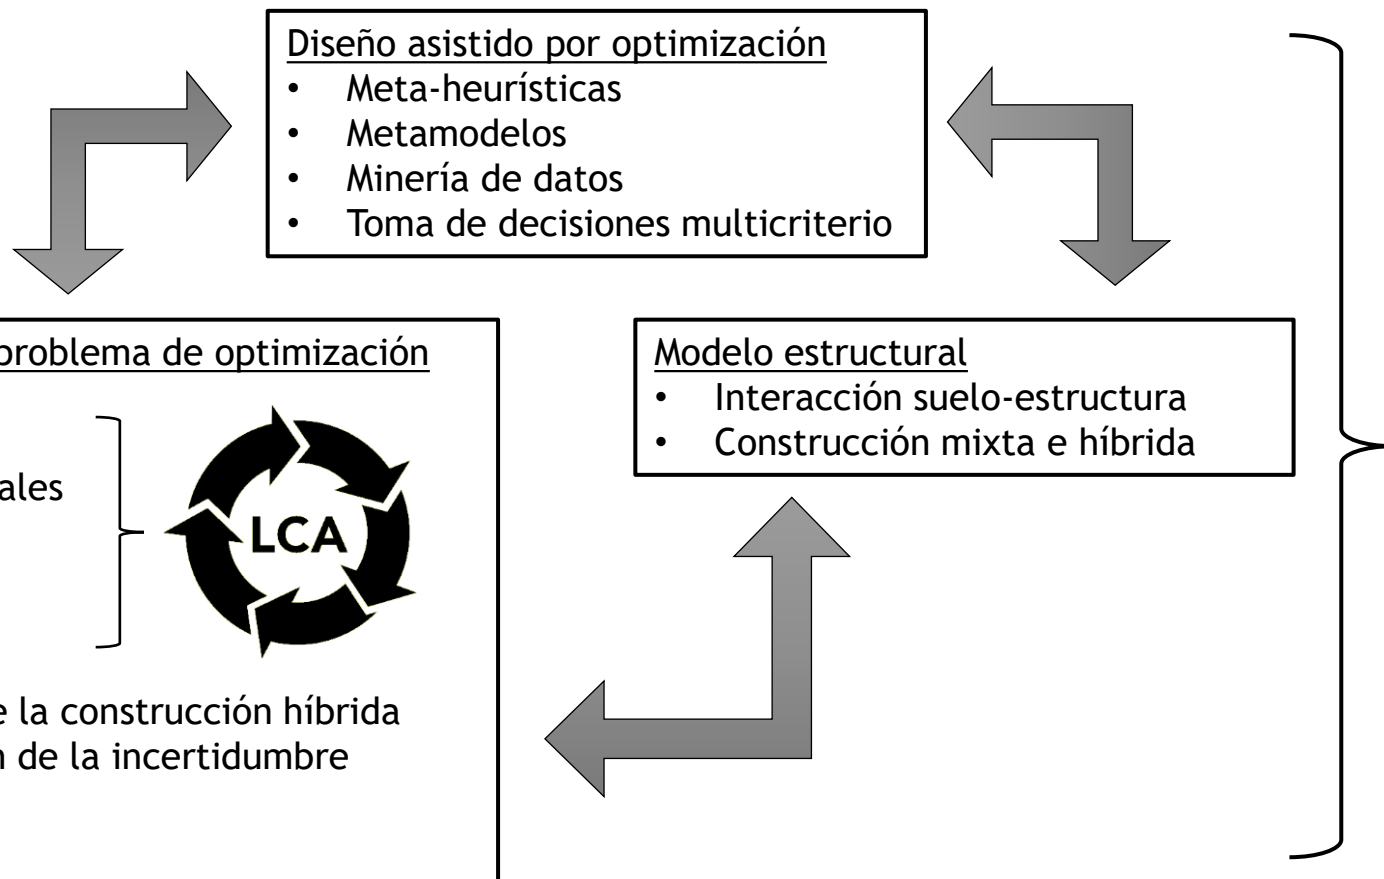 Diseño asistido por optimización
• Meta-heurísticas
• Metamodelos
• Minería de datos
• Toma de decisiones multicriterio
problema de optimización
ales
LCA
la construcción híbrida
de la incertidumbre
Modelo estructural
• Interacción suelo-estructura
• Construcción mixta e híbrida